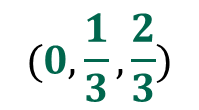 (0, 1/3, 2/3)